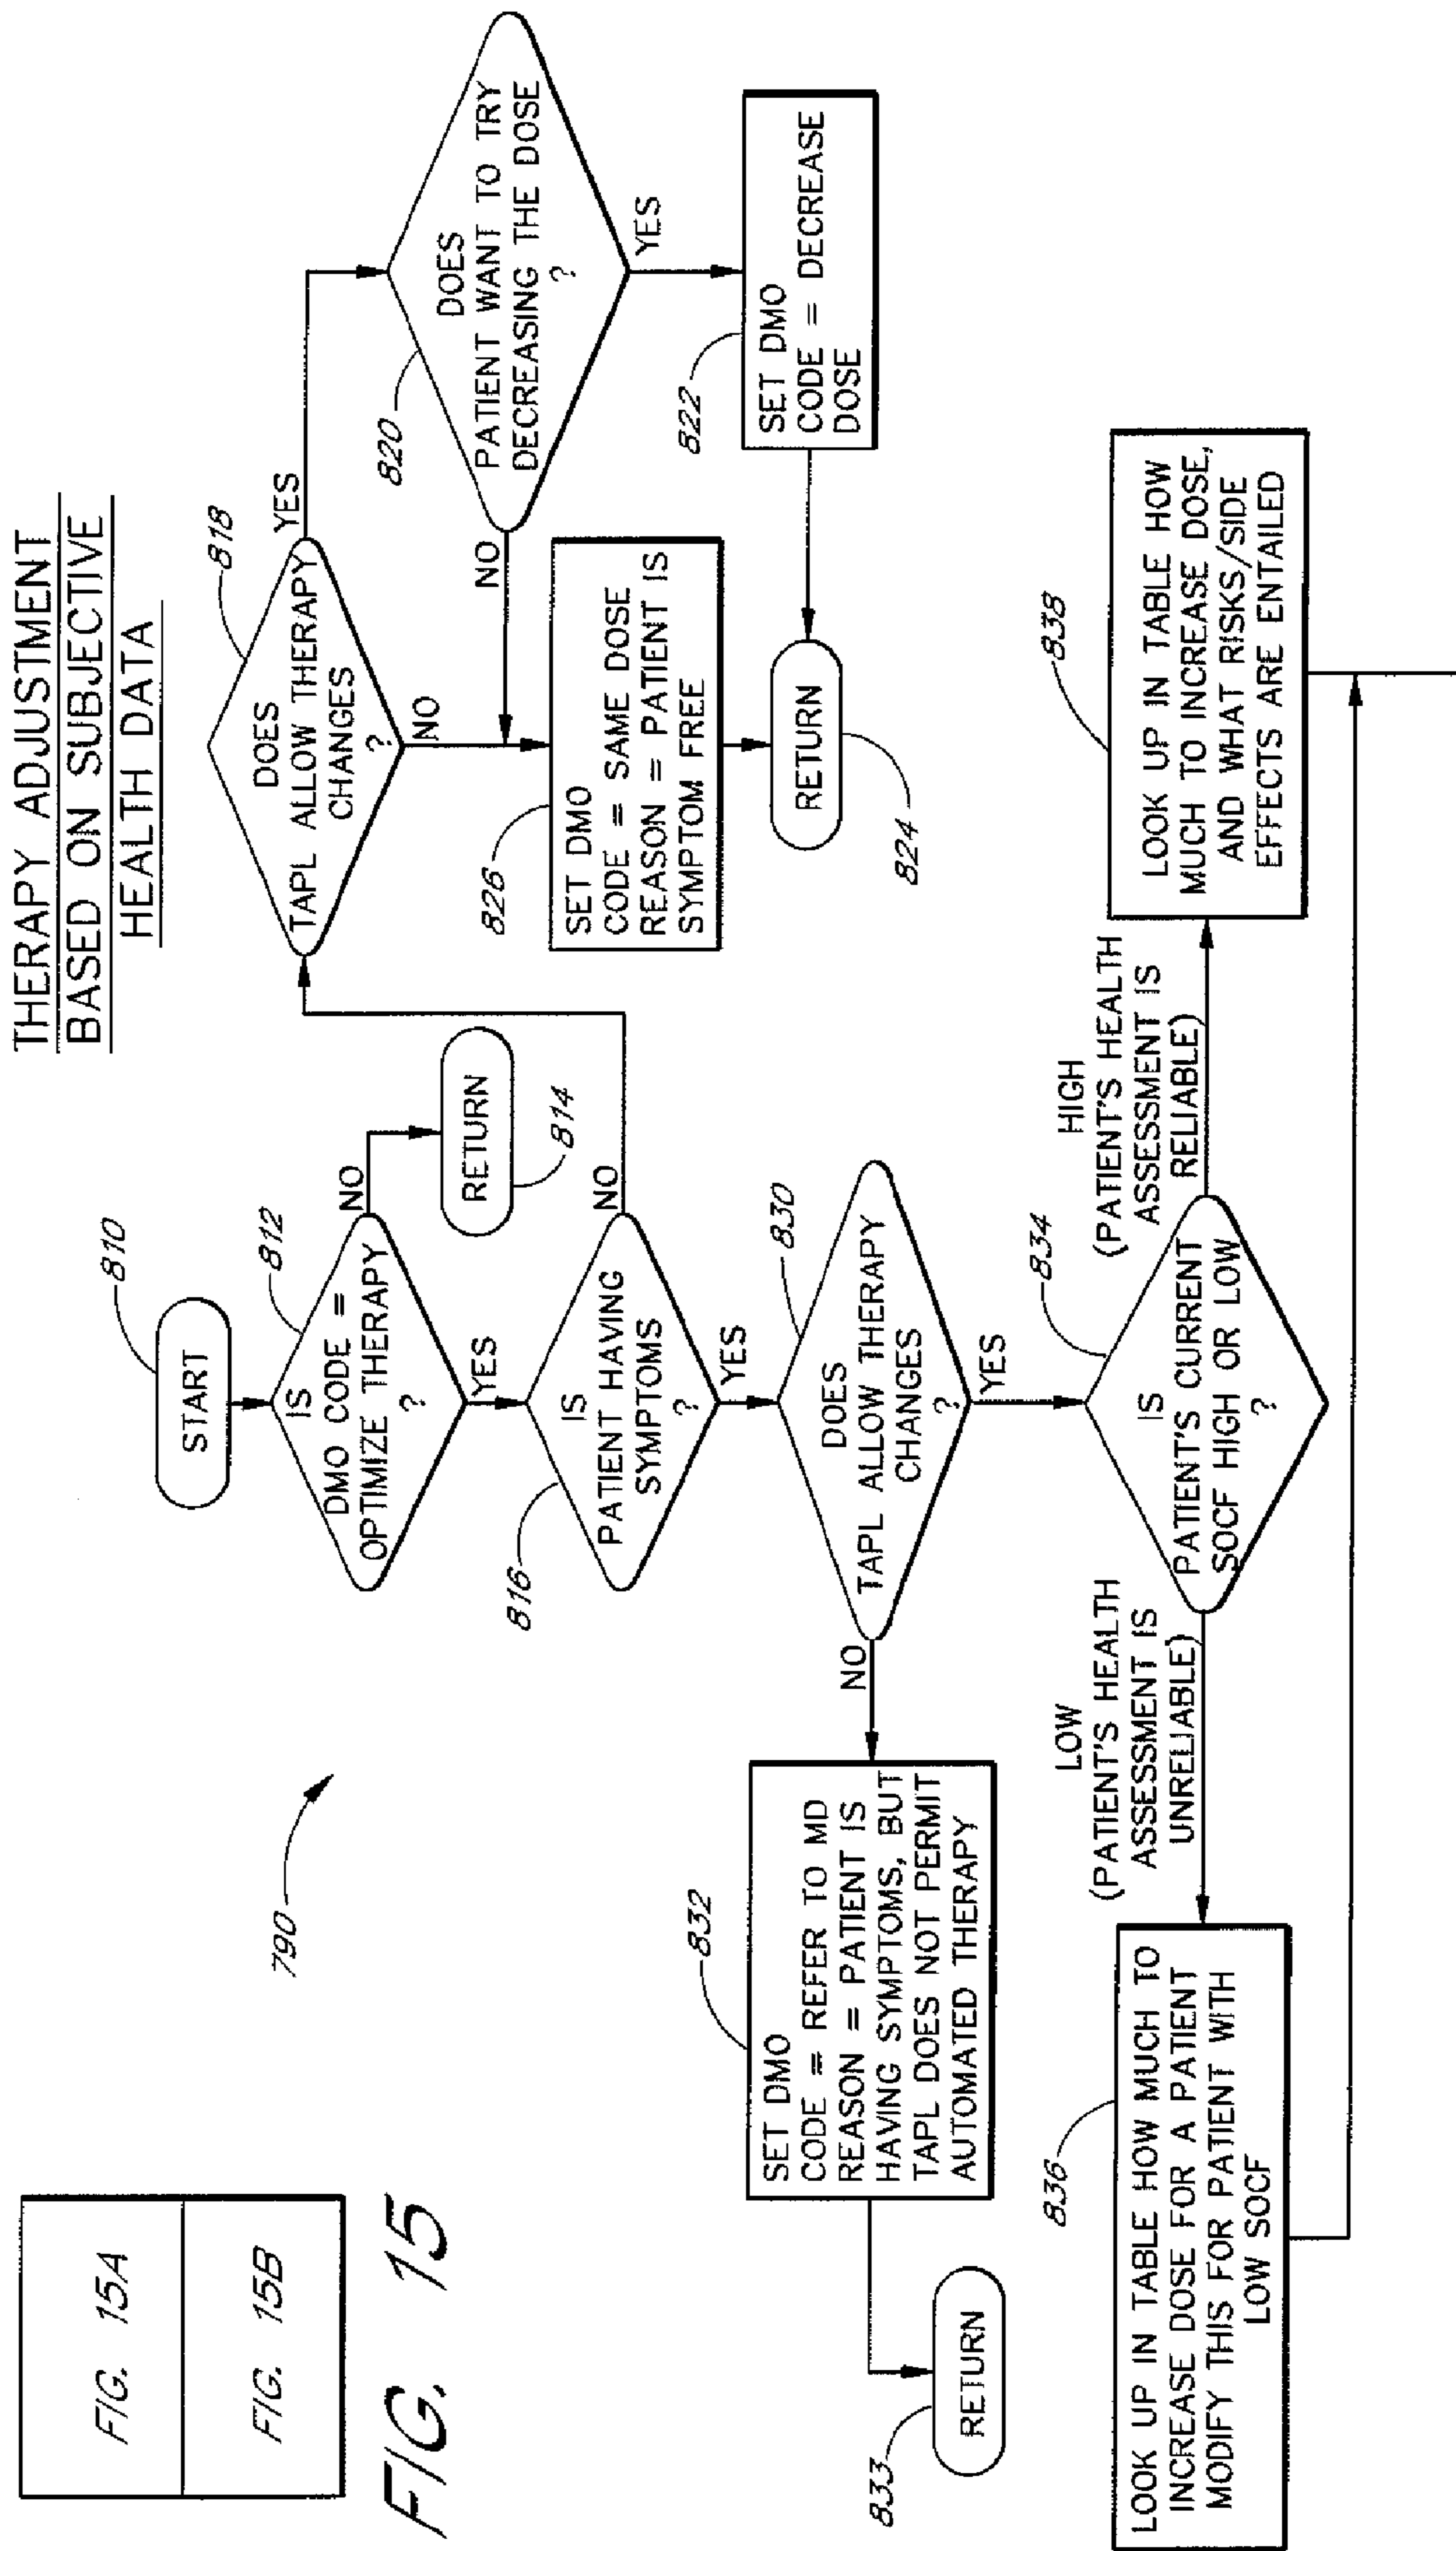 THERAPY ADJUSTMENT
BASED ON SUBJECTIVE
HEALTH DATA
FIG. 15A
FIG. 15B
FIG. 15
790
810
START
812
IS
DMO CODE =
OPTIMIZE THERAPY
?
NO
RETURN
814
YES
816
IS
PATIENT HAVING
SYMPTOMS
?
NO
YES
818
DOES
TAPL ALLOW THERAPY
CHANGES
?
YES
NO
820
DOES
PATIENT WANT TO TRY
DECREASING THE DOSE
?
NO
YES
822
SET DMO
CODE = DECREASE
DOSE
826
SET DMO
CODE = SAME DOSE
REASON = PATIENT IS
SYMPTOM FREE
RETURN
824
830
DOES
TAPL ALLOW THERAPY
CHANGES
?
NO
YES
832
SET DMO
CODE = REFER TO MD
REASON = PATIENT IS
HAVING SYMPTOMS, BUT
TAPL DOES NOT PERMIT
AUTOMATED THERAPY
833
RETURN
834
IS
PATIENT'S CURRENT
SOCF HIGH OR LOW
?
LOW
(PATIENT'S HEALTH
ASSESSMENT IS
UNRELIABLE)
HIGH
(PATIENT'S HEALTH
ASSESSMENT IS
RELIABLE)
836
LOOK UP IN TABLE HOW MUCH TO
INCREASE DOSE FOR A PATIENT
MODIFY THIS FOR PATIENT WITH
LOW SOCF
838
LOOK UP IN TABLE HOW
MUCH TO INCREASE DOSE,
AND WHAT RISKS/SIDE
EFFECTS ARE ENTAILED